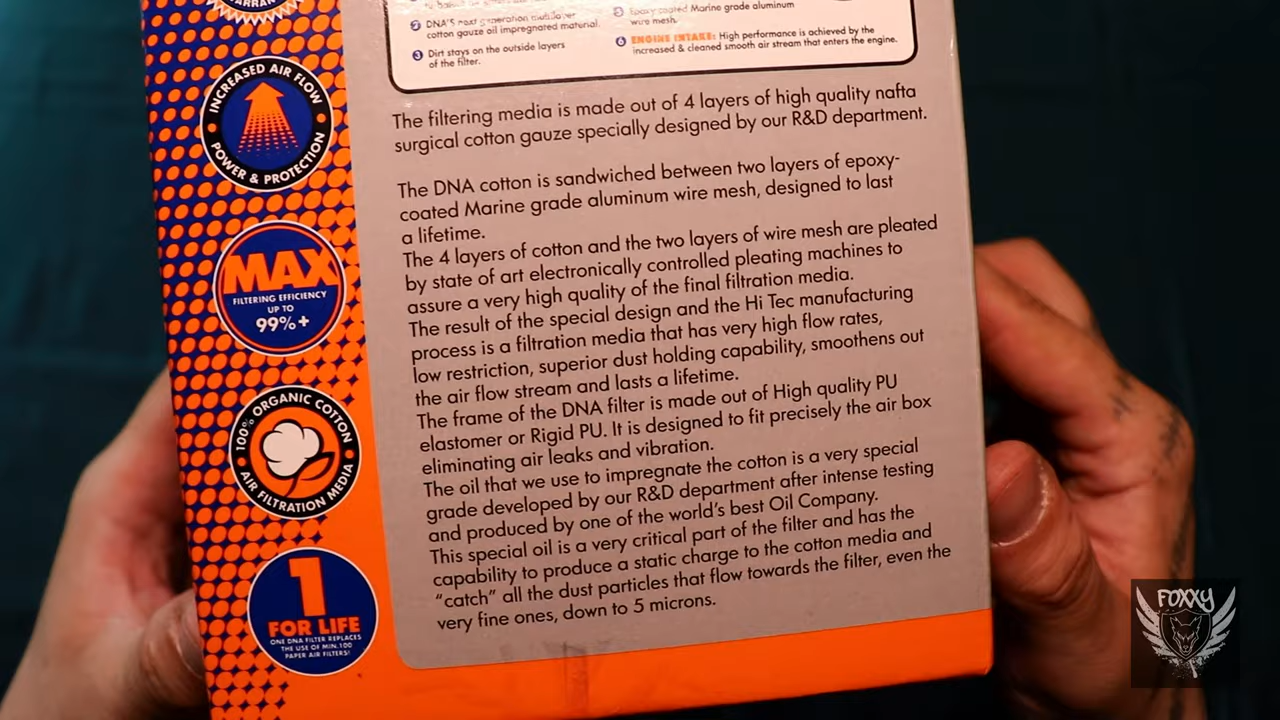 WARRAN
2 DNA'S next generation multilayer
cotton gauze oil impregnated material.
3 Dirt stays on the outside layers
of the filter.
5 Epoxy coated Marine grade aluminum
wire mesh.
6 ENGINE INTAKE: High performance is achieved by the
increased & cleaned smooth air stream that enters the engine.
INCREASED AIR FLOW
POWER & PROTECTION
MAX
FILTERING EFFICIENCY
UP TO
99%+
100% ORGANIC COTTON
AIR FILTRATION MEDIA
1
FOR LIFE
ONE DNA FILTER REPLACES
THE USE OF MIN.100
PAPER AIR FILTERS!
The filtering media is made out of 4 layers of high quality nafta
surgical cotton gauze specially designed by our R&D department.
The DNA cotton is sandwiched between two layers of epoxy-
coated Marine grade aluminum wire mesh, designed to last
a lifetime.
The 4 layers of cotton and the two layers of wire mesh are pleated
by state of art electronically controlled pleating machines to
assure a very high quality of the final filtration media.
The result of the special design and the Hi Tec manufacturing
process is a filtration media that has very high flow rates,
low restriction, superior dust holding capability, smoothens out
the air flow stream and lasts a lifetime.
The frame of the DNA filter is made out of High quality PU
elastomer or Rigid PU. It is designed to fit precisely the air box
eliminating air leaks and vibration.
The oil that we use to impregnate the cotton is a very special
grade developed by our R&D department after intense testing
and produced by one of the world's best Oil Company.
This special oil is a very critical part of the filter and has the
capability to produce a static charge to the cotton media and
"catch" all the dust particles that flow towards the filter, even the
very fine ones, down to 5 microns.
FOXXY